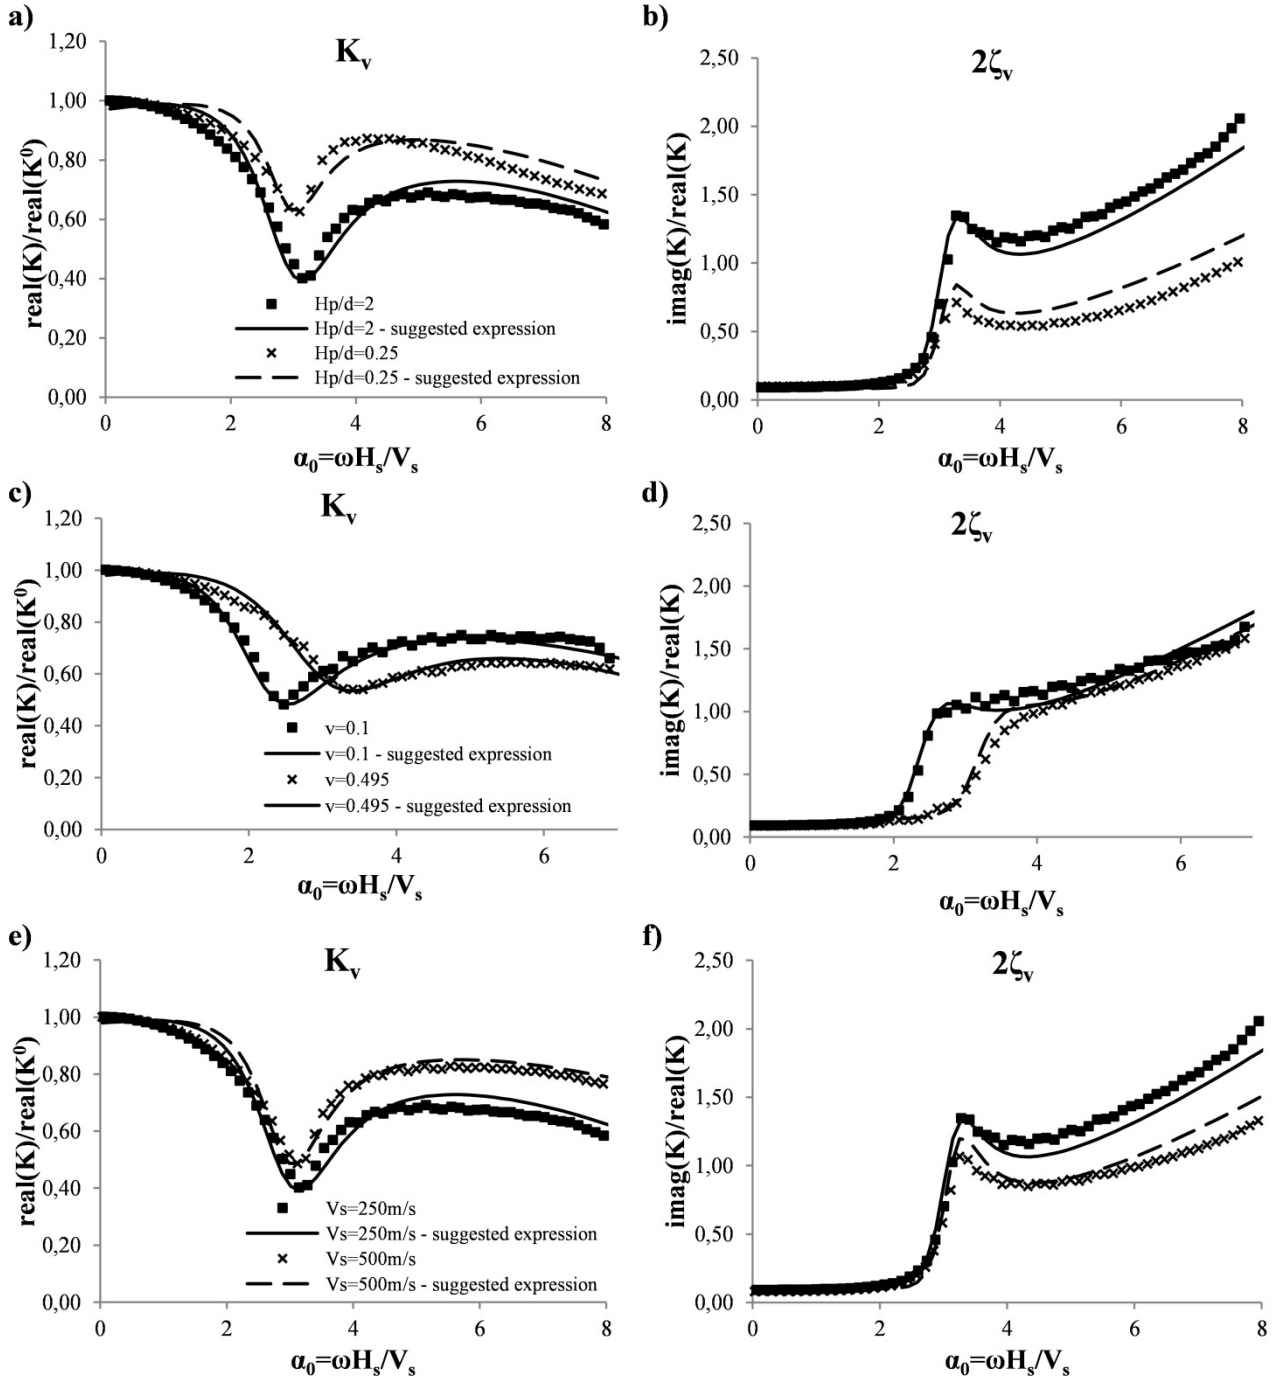 a)
K_v
real(K)/real(K⁰)
1,20
1,00
0,80
0,60
0,40
0,20
0,00
Hp/d=2
Hp/d=2 - suggested expression
Hp/d=0.25
Hp/d=0.25 - suggested expression
0 2 4 6 8
α₀=ωH_s/V_s
b)
2ζ_v
imag(K)/real(K)
2,50
2,00
1,50
1,00
0,50
0,00
0 2 4 6 8
α₀=ωH_s/V_s
c)
K_v
real(K)/real(K⁰)
1,20
1,00
0,80
0,60
0,40
0,20
0,00
v=0.1
v=0.1 - suggested expression
v=0.495
v=0.495 - suggested expression
0 2 4 6
α₀=ωH_s/V_s
d)
2ζ_v
imag(K)/real(K)
2,50
2,00
1,50
1,00
0,50
0,00
0 2 4 6
α₀=ωH_s/V_s
e)
K_v
real(K)/real(K⁰)
1,20
1,00
0,80
0,60
0,40
0,20
0,00
Vs=250m/s
Vs=250m/s - suggested expression
Vs=500m/s
Vs=500m/s - suggested expression
0 2 4 6 8
α₀=ωH_s/V_s
f)
2ζ_v
imag(K)/real(K)
2,50
2,00
1,50
1,00
0,50
0,00
0 2 4 6 8
α₀=ωH_s/V_s